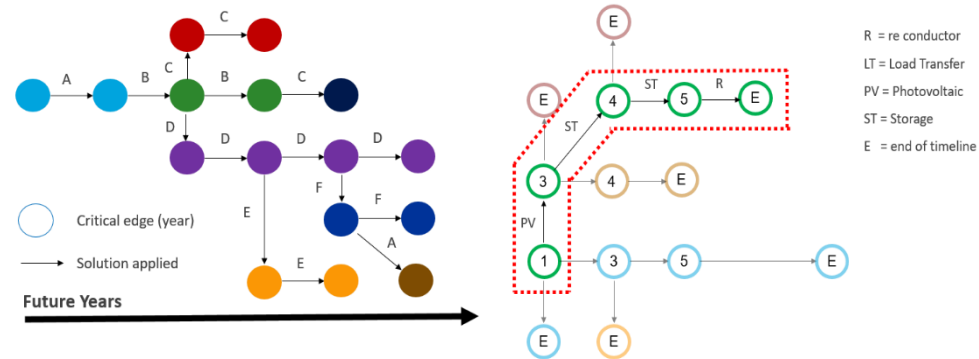 C
A
B
C
B
C
D
D
D
D
F
F
E
A
E
Critical edge (year)
Solution applied
Future Years
E
ST
R
E
4
5
E
ST
3
4
E
PV
1
3
5
E
E
E
R = re conductor
LT = Load Transfer
PV = Photovoltaic
ST = Storage
E = end of timeline